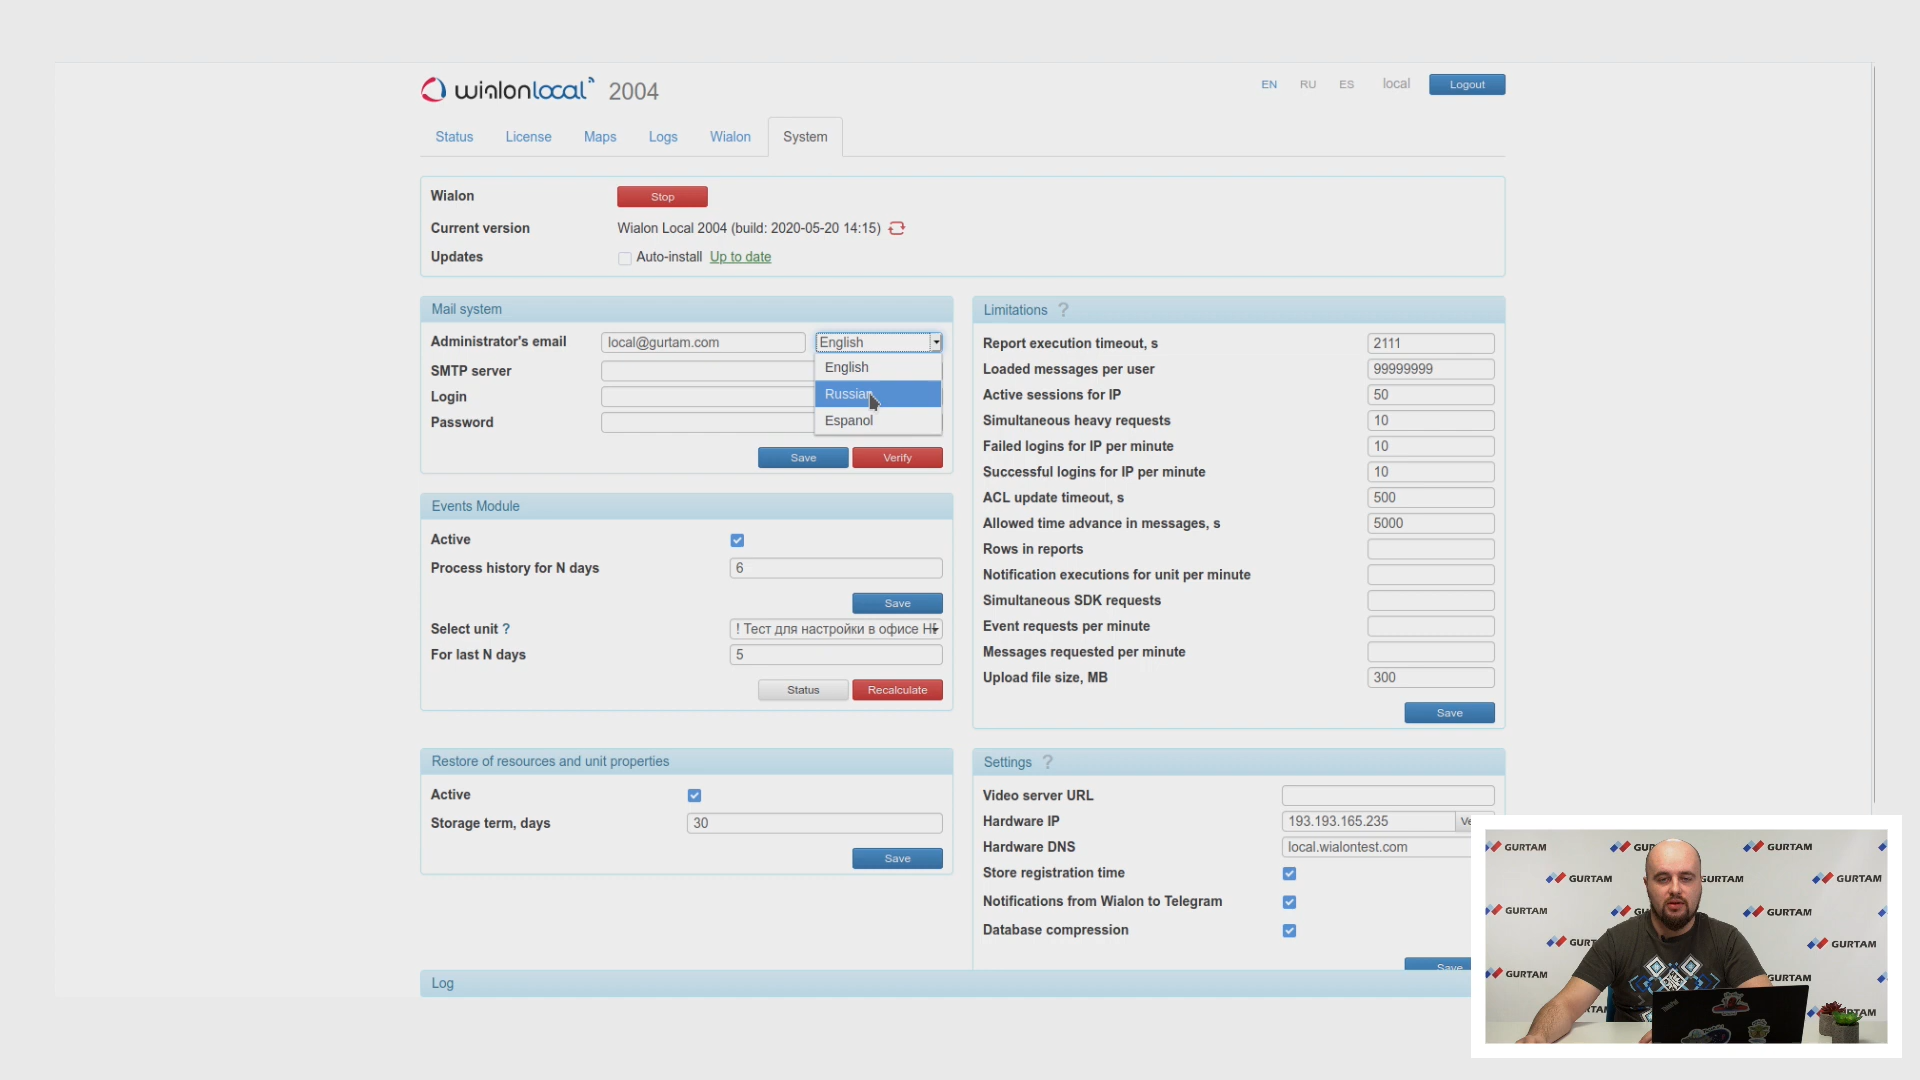 wialonlocal 2004
EN RU ES local Logout
Status License Maps Logs Wialon System
Wialon Stop
Current version Wialon Local 2004 (build: 2020-05-20 14:15)
Updates Auto-install Up to date
Mail system
Administrator's email local@gurtam.com English
English
SMTP server
Russian
Login
Espanol
Password
Save Verify
Events Module
Active
Process history for N days 6
Save
Select unit ? ! Тест для настройки в офисе
For last N days 5
Status Recalculate
Restore of resources and unit properties
Active
Storage term, days 30
Save
Limitations ?
Report execution timeout, s 2111
Loaded messages per user 99999999
Active sessions for IP 50
Simultaneous heavy requests 10
Failed logins for IP per minute 10
Successful logins for IP per minute 10
ACL update timeout, s 500
Allowed time advance in messages, s 5000
Rows in reports
Notification executions for unit per minute
Simultaneous SDK requests
Event requests per minute
Messages requested per minute
Upload file size, MB 300
Save
Settings ?
Video server URL
Hardware IP 193.193.165.235
Hardware DNS local.wialontest.com
Store registration time
Notifications from Wialon to Telegram
Database compression
Save
Log
GURTAM GURTAM
GURTAM GURTAM GURTAM
GURTAM GURTAM
GURTAM
GURTAM GURTAM